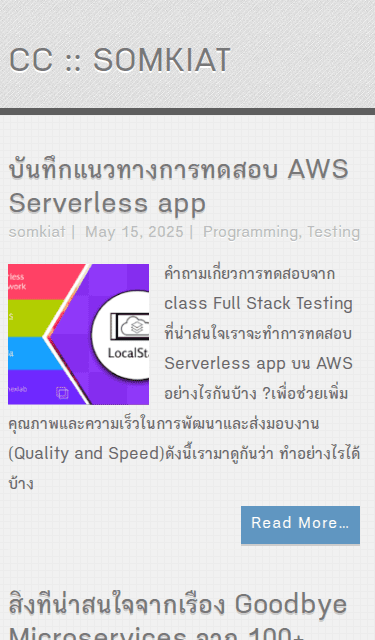 CC :: SOMKIAT
บันทึกแนวทางการทดสอบ AWS
Serverless app
somkiat | May 15, 2025 | Programming, Testing
คำถามเกี่ยวการทดสอบจาก
class Full Stack Testing
ที่น่าสนใจเราจะทำการทดสอบ
Serverless app บน AWS
อย่างไรกันบ้าง ?เพื่อช่วยเพิ่ม
คุณภาพและความเร็วในการพัฒนาและส่งมอบงาน
(Quality and Speed)ดังนี้เรามาดูกันว่า ทำอย่างไรได้
บ้าง
LocalSta
Read More…
สิ่งที่น่าสนใจจากเรื่อง Goodbye
Microservices จาก 100+